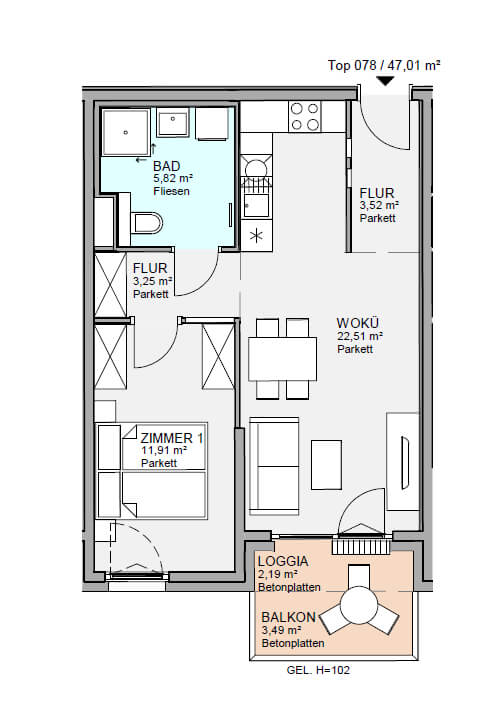 Top 078 / 47,01 m²
BAD
5,82 m²
Fliesen
FLUR
3,52 m²
Parkett
FLUR
3,25 m²
Parkett
WOKÜ
22,51 m²
Parkett
ZIMMER 1
11,91 m²
Parkett
LOGGIA
2,19 m²
Betonplatten
BALKON
3,49 m²
Betonplatten
GEL. H=102